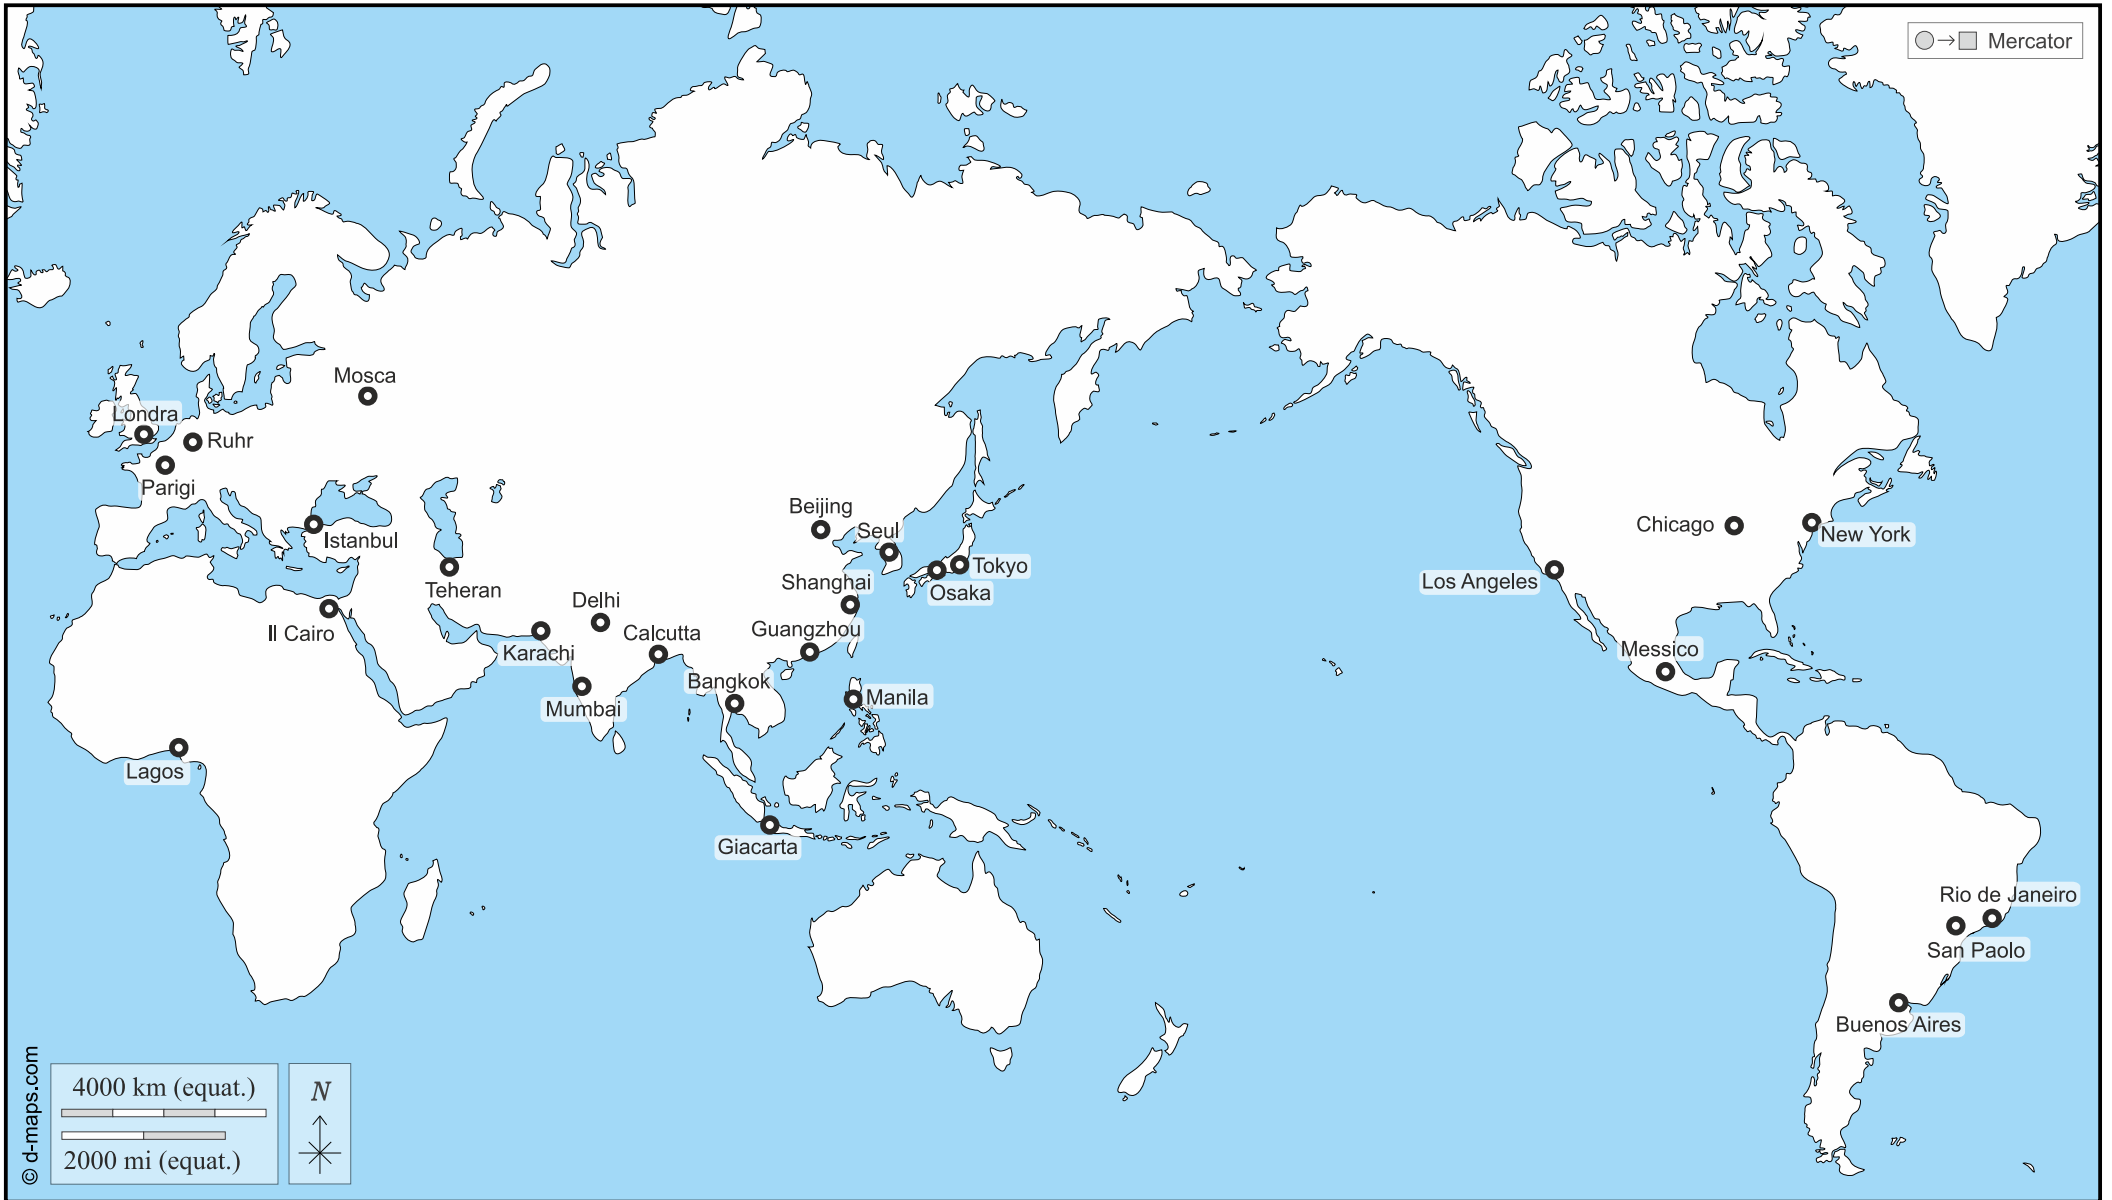 Mercator
Mosca
Londra
Ruhr
Parigi
Istanbul
Teheran
Il Cairo
Karachi
Delhi
Calcutta
Mumbai
Lagos
Beijing
Seul
Shanghai
Tokyo
Osaka
Guangzhou
Bangkok
Manila
Giacarta
Chicago
New York
Los Angeles
Messico
Rio de Janeiro
San Paolo
Buenos Aires
4000 km (equat.)
2000 mi (equat.)
N
© d-maps.com